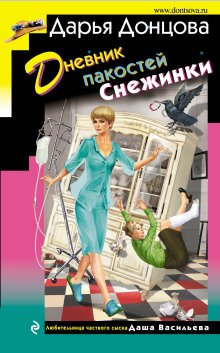 www.dontsova.ru
Дарья Донцова
Дневник
пакостей
Снежинки
Любительница частного сыска Даша Васильева